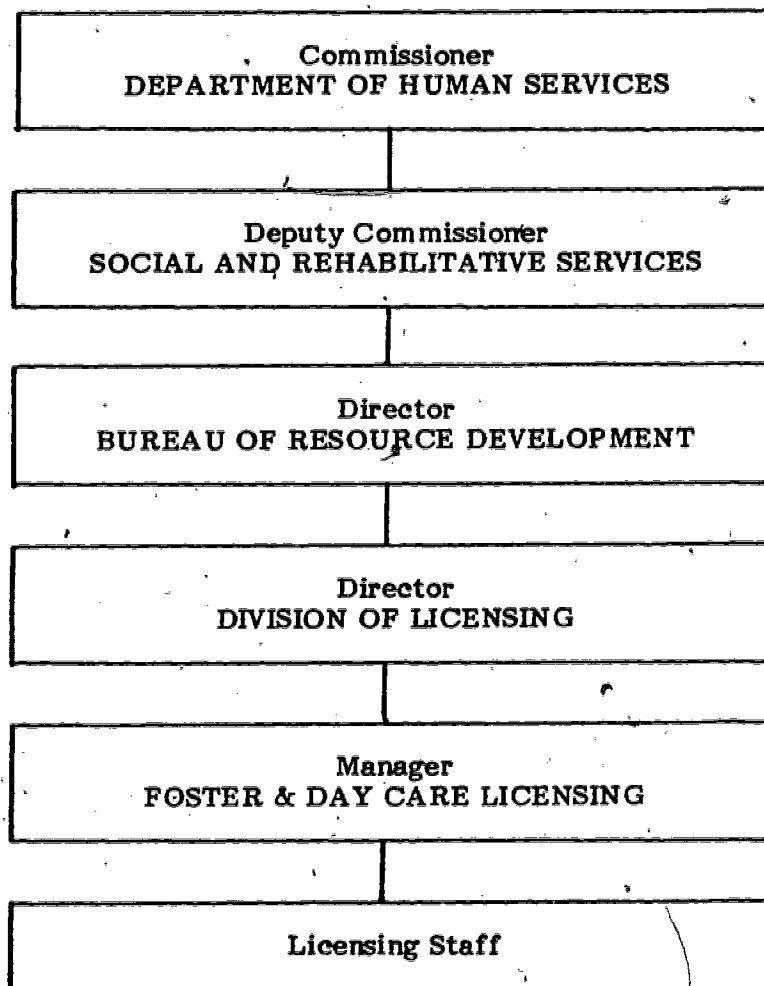 Commissioner
DEPARTMENT OF HUMAN SERVICES
Deputy Commissioner
SOCIAL AND REHABILITATIVE SERVICES
Director
BUREAU OF RESOURCE DEVELOPMENT
Director
DIVISION OF LICENSING
Manager
FOSTER & DAY CARE LICENSING
Licensing Staff